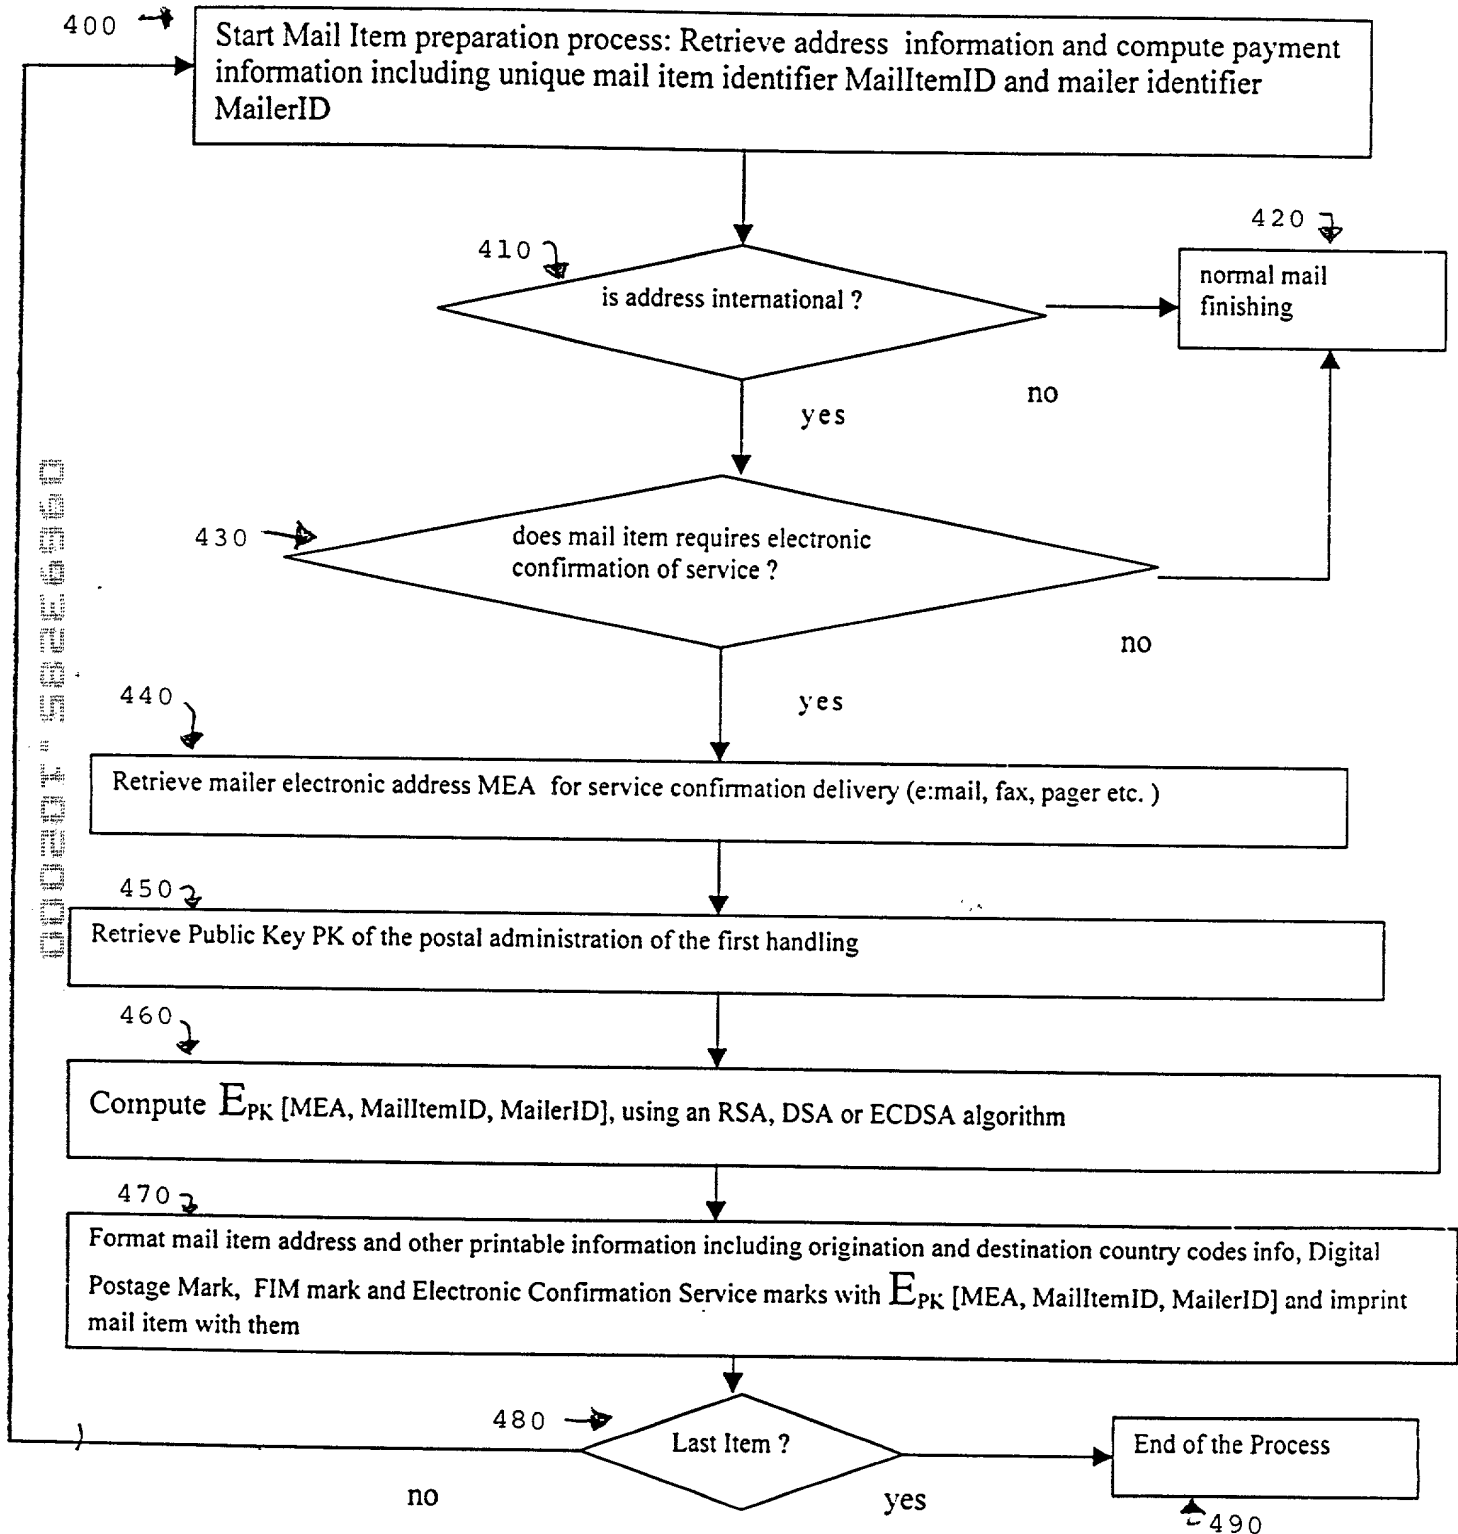 400
Start Mail Item preparation process: Retrieve address information and compute payment
information including unique mail item identifier MailItemID and mailer identifier
MailerID
410
is address international ?
420
normal mail
finishing
no
yes
430
does mail item requires electronic
confirmation of service ?
no
yes
440
Retrieve mailer electronic address MEA for service confirmation delivery (e:mail, fax, pager etc. )
450
Retrieve Public Key PK of the postal administration of the first handling
460
Compute EPK [MEA, MailItemID, MailerID], using an RSA, DSA or ECDSA algorithm
470
Format mail item address and other printable information including origination and destination country codes info, Digital
Postage Mark, FIM mark and Electronic Confirmation Service marks with EPK [MEA, MailItemID, MailerID] and imprint
mail item with them
480
Last Item ?
no
yes
End of the Process
490